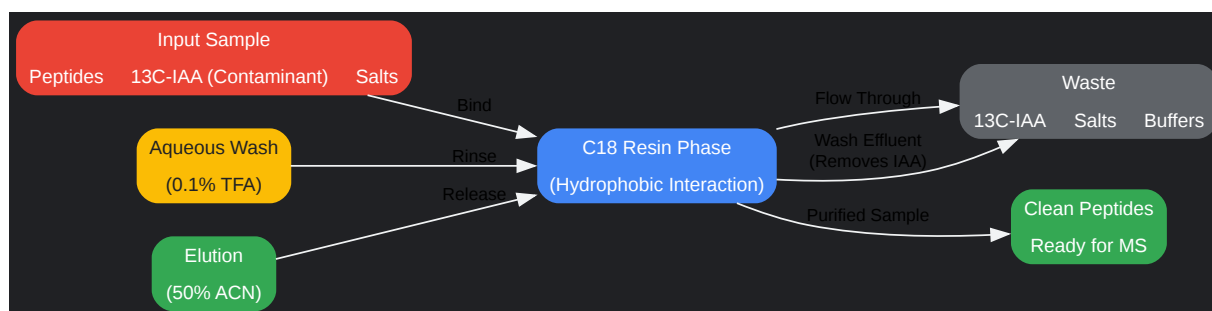 Input Sample
Peptides 13C-IAA (Contaminant) Salts
Bind
Aqueous Wash
(0.1% TFA)
Rinse
Elution
(50% ACN)
Release
C18 Resin Phase
(Hydrophobic Interaction)
Flow Through
Wash Effluent
(Removes IAA)
Purified Sample
Waste
13C-IAA Salts Buffers
Clean Peptides
Ready for MS